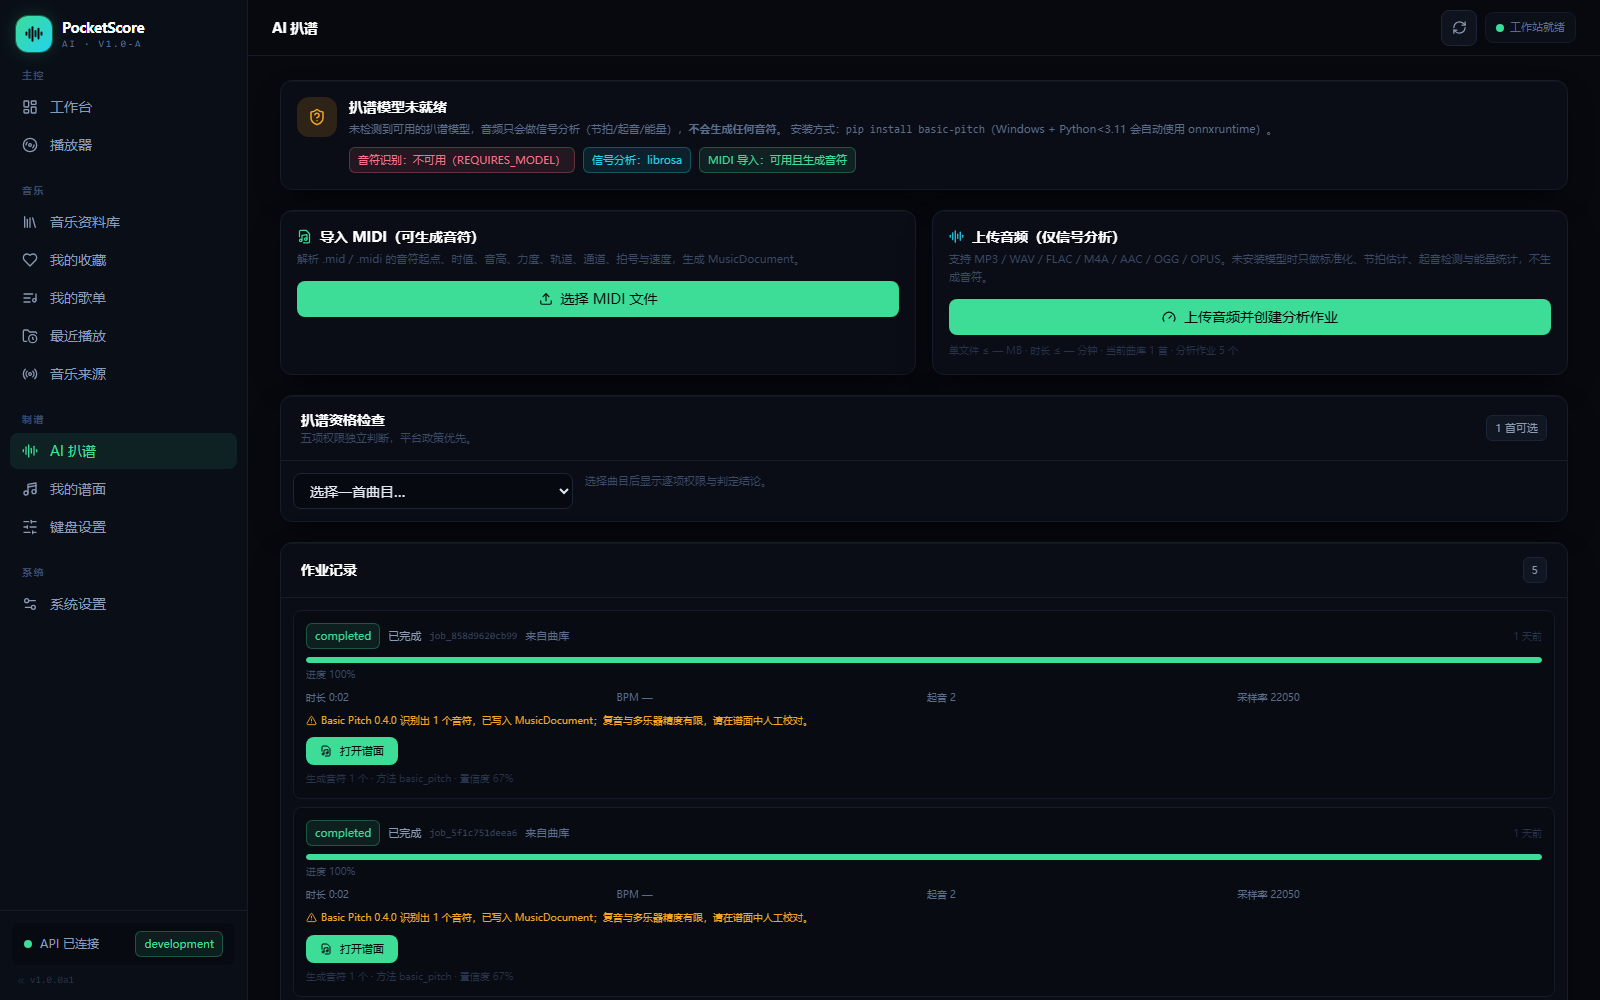 PocketScore
AI · V1.0-A
主控
工作台
播放器
音乐
音乐资料库
我的收藏
我的歌单
最近播放
音乐来源
制谱
AI 扒谱
我的谱面
键盘设置
系统
系统设置
API 已连接
development
v1.0.0a1
AI 扒谱
工作站就绪
扒谱模型未就绪
未检测到可用的扒谱模型，音频只会做信号分析（节拍/起音/能量），不会生成任何音符。 安装方式：pip install basic-pitch（Windows + Python<3.11 会自动使用 onnxruntime）。
音符识别：不可用（REQUIRES_MODEL）
信号分析：librosa
MIDI 导入：可用且生成音符
导入 MIDI（可生成音符）
解析 .mid / .midi 的音符起点、时值、音高、力度、轨道、通道、拍号与速度，生成 MusicDocument。
选择 MIDI 文件
上传音频（仅信号分析）
支持 MP3 / WAV / FLAC / M4A / AAC / OGG / OPUS。未安装模型时只做标准化、节拍估计、起音检测与能量统计，不生
成音符。
上传音频并创建分析作业
单文件 ≤ — MB · 时长 ≤ — 分钟 · 当前曲库 1 首 · 分析作业 5 个
扒谱资格检查
五项权限独立判断，平台政策优先。
1 首可选
选择一首曲目...
选择曲目后显示逐项权限与判定结论。
作业记录
5
completed 已完成 job_858d9620cb99 来自曲库
1 天前
进度 100%
时长 0:02
BPM —
起音 2
采样率 22050
Basic Pitch 0.4.0 识别出 1 个音符，已写入 MusicDocument；复音与多乐器精度有限，请在谱面中人工校对。
打开谱面
生成音符 1 个 · 方法 basic_pitch · 置信度 67%
completed 已完成 job_5f1c751deea6 来自曲库
1 天前
进度 100%
时长 0:02
BPM —
起音 2
采样率 22050
Basic Pitch 0.4.0 识别出 1 个音符，已写入 MusicDocument；复音与多乐器精度有限，请在谱面中人工校对。
打开谱面
生成音符 1 个 · 方法 basic_pitch · 置信度 67%